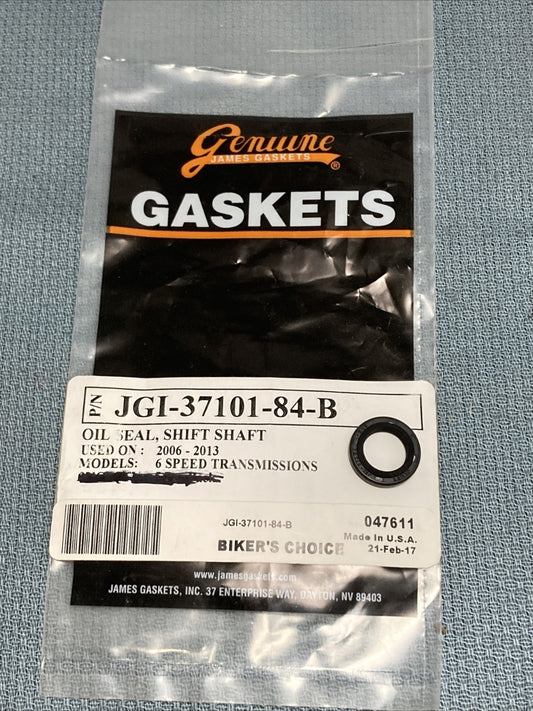 Genuine
JAMES GASKETS
®
GASKETS
P/N JGI-37101-84-B
OIL SEAL, SHIFT SHAFT
USED ON : 2006 - 2013
MODELS: 6 SPEED TRANSMISSIONS
JGI-37101-84-B 047611
Made In U.S.A.
BIKER'S CHOICE 21-Feb-17
www.jamesgaskets.com
JAMES GASKETS, INC. 37 ENTERPRISE WAY, DAYTON, NV 89403